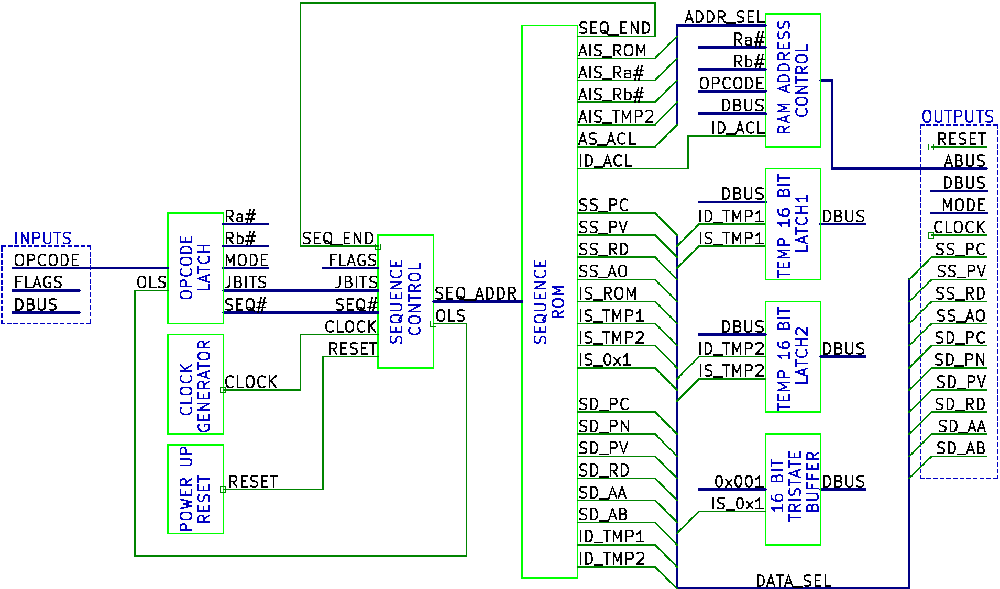 INPUTS
OPCODE
FLAGS
DBUS
OLS
OPCODE
LATCH
Ra#
Rb#
MODE
JBITS
SEQ#
CLOCK
GENERATOR
CLOCK
POWER UP
RESET
RESET
SEQ_END
FLAGS
JBITS
SEQ#
CLOCK
RESET
SEQUENCE
CONTROL
SEQ_ADDR
OLS
SEQUENCE
ROM
SEQ_END
AIS_ROM
AIS_Ra#
AIS_Rb#
AIS_TMP2
AS_ACL
ID_ACL
SS_PC
SS_PV
SS_RD
SS_AO
IS_ROM
IS_TMP1
IS_TMP2
IS_0x1
SD_PC
SD_PN
SD_PV
SD_RD
SD_AA
SD_AB
ID_TMP1
ID_TMP2
ADDR_SEL
Ra#
Rb#
OPCODE
DBUS
ID_ACL
RAM ADDRESS
CONTROL
DBUS
ID_TMP1
IS_TMP1
TEMP 16 BIT
LATCH1
DBUS
DBUS
ID_TMP2
IS_TMP2
TEMP 16 BIT
LATCH2
DBUS
0x001
IS_0x1
16 BIT
TRISTATE
BUFFER
DBUS
DATA_SEL
OUTPUTS
RESET
ABUS
DBUS
MODE
CLOCK
SS_PC
SS_PV
SS_RD
SS_AO
SD_PC
SD_PN
SD_PV
SD_RD
SD_AA
SD_AB